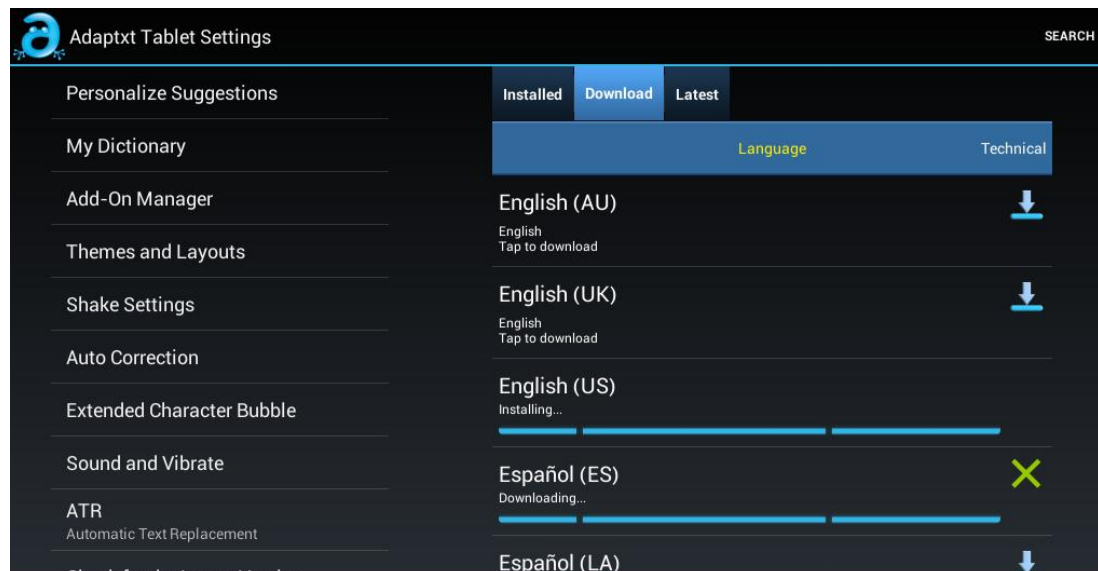 Adaptxt Tablet Settings
SEARCH
Personalize Suggestions
My Dictionary
Add-On Manager
Themes and Layouts
Shake Settings
Auto Correction
Extended Character Bubble
Sound and Vibrate
ATR
Automatic Text Replacement
Installed Download Latest
Language Technical
English (AU)
English
Tap to download
English (UK)
English
Tap to download
English (US)
Installing...
Español (ES)
Downloading...
Español (LA)